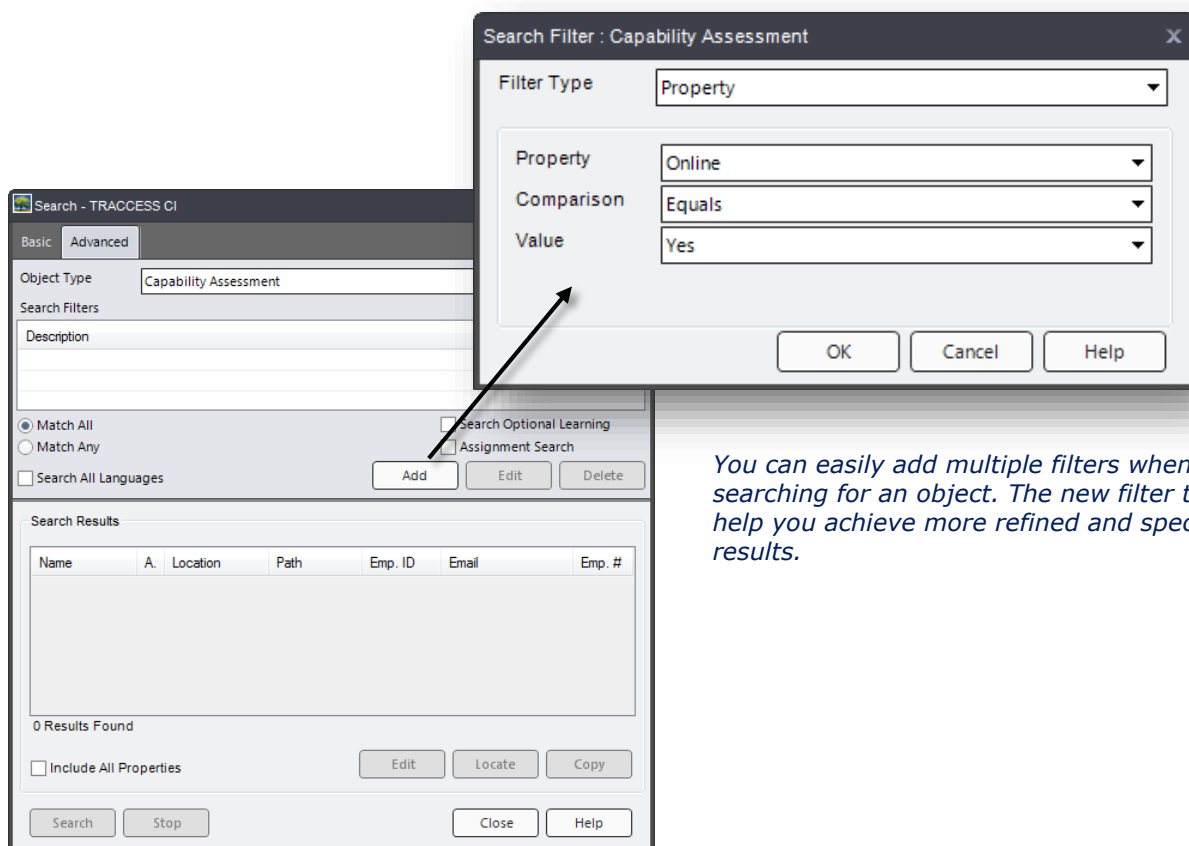 Search Filter : Capability Assessment x
Filter Type Property
Property Online
Comparison Equals
Value Yes
OK Cancel Help
Search - TRACCESS CI
Basic Advanced
Object Type Capability Assessment
Search Filters
Description
Match All Search Optional Learning
Match Any Assignment Search
Search All Languages Add Edit Delete
Search Results
Name A. Location Path Emp. ID Email Emp. #
0 Results Found
Include All Properties Edit Locate Copy
Search Stop Close Help
You can easily add multiple filters when
searching for an object. The new filter
help you achieve more refined and
results.